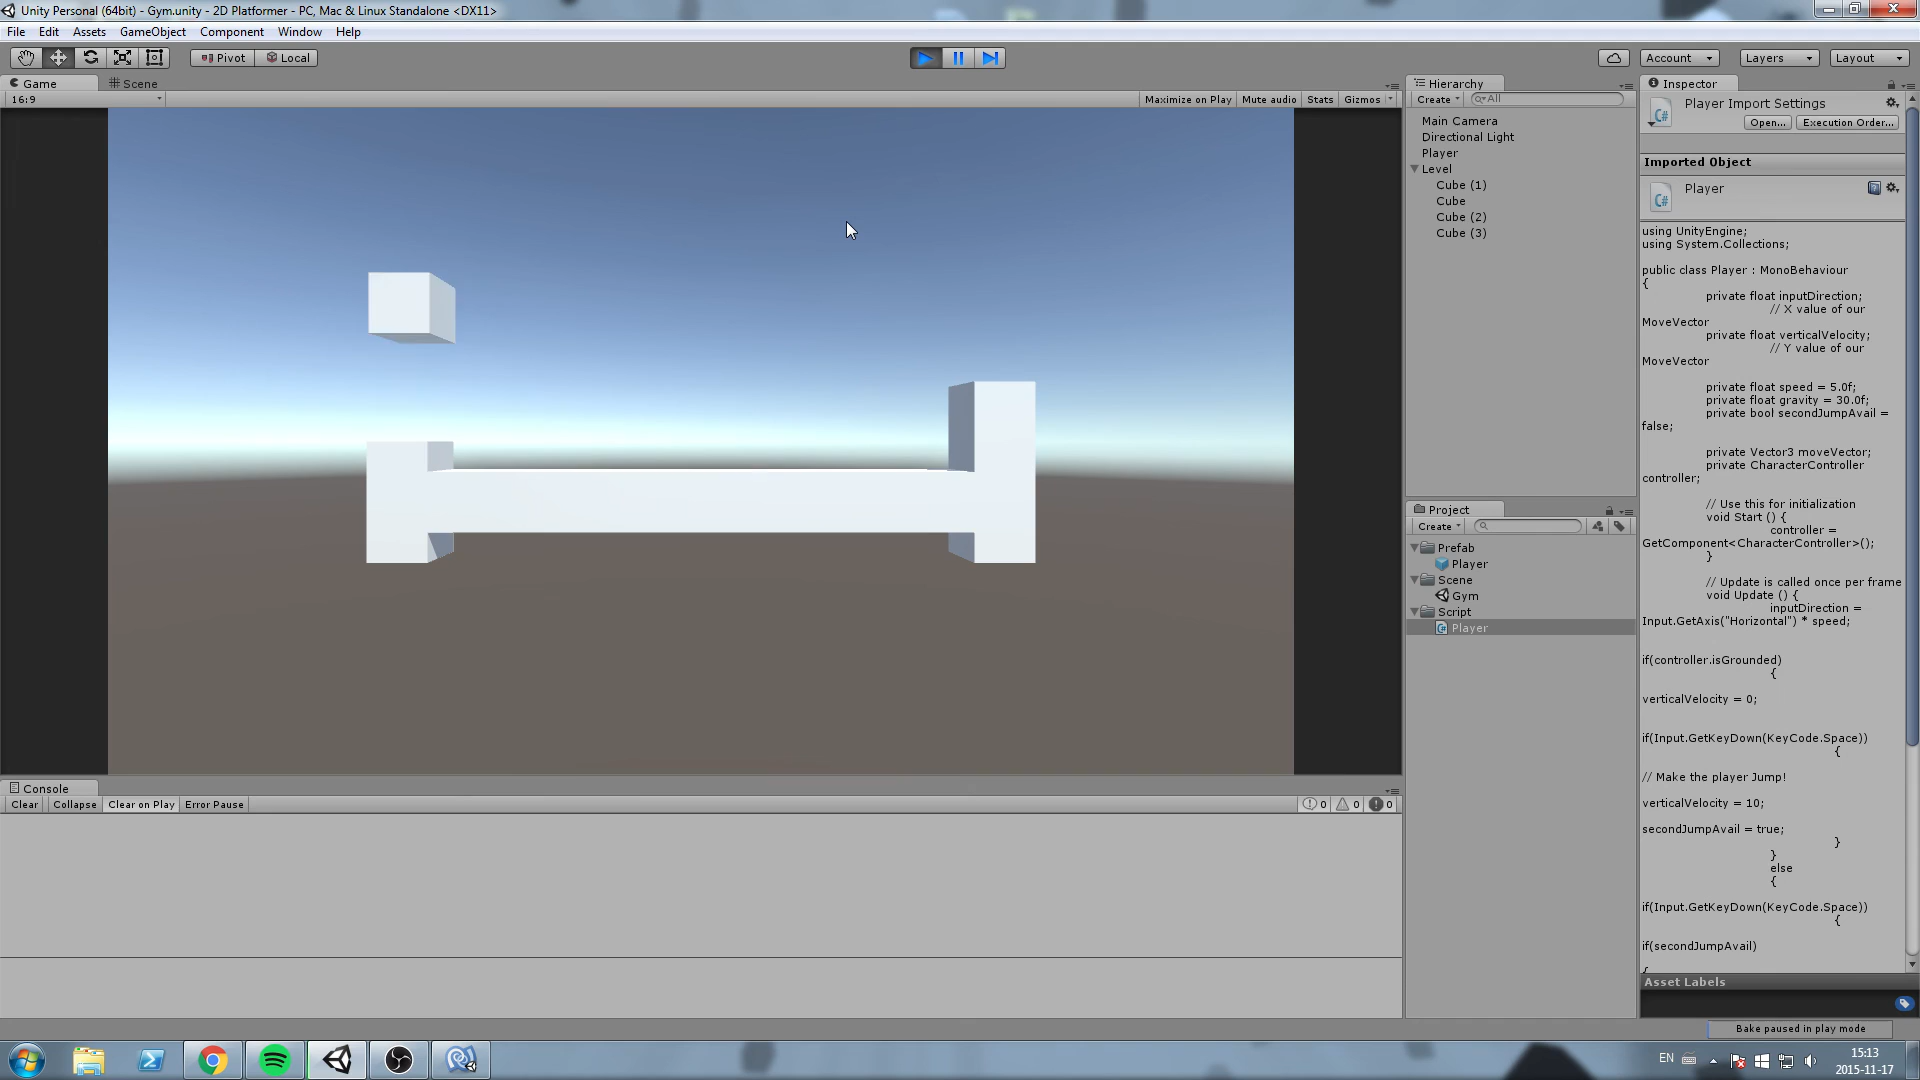 Unity Personal (64bit) - Gym.unity - 2D Platformer - PC, Mac & Linux Standalone <DX11>
File Edit Assets GameObject Component Window Help
Pivot Local Account Layers Layout
Game Scene
16:9 Maximize on Play Mute audio Stats Gizmos
Hierarchy
Create All
Main Camera
Directional Light
Player
Level
Cube (1)
Cube
Cube (2)
Cube (3)
Project
Create
Prefab
Player
Scene
Gym
Script
Player
Inspector
Player Import Settings
Open... Execution Order...
Imported Object
Player
using UnityEngine;
using System.Collections;
public class Player : MonoBehaviour
{
private float inputDirection;
// X value of our
MoveVector
private float verticalVelocity;
// Y value of our
MoveVector
private float speed = 5.0f;
private float gravity = 30.0f;
private bool secondJumpAvail =
false;
private Vector3 moveVector;
private CharacterController
controller;
// Use this for initialization
void Start () {
controller =
GetComponent<CharacterController>();
}
// Update is called once per frame
void Update () {
inputDirection =
Input.GetAxis("Horizontal") * speed;
if(controller.isGrounded)
{
verticalVelocity = 0;
if(Input.GetKeyDown(KeyCode.Space))
{
// Make the player Jump!
verticalVelocity = 10;
secondJumpAvail = true;
}
}
else
{
if(Input.GetKeyDown(KeyCode.Space))
{
if(secondJumpAvail)
{
Asset Labels
Bake paused in play mode
Console
Clear Collapse Clear on Play Error Pause 0 0 0
EN 15:13
2015-11-17